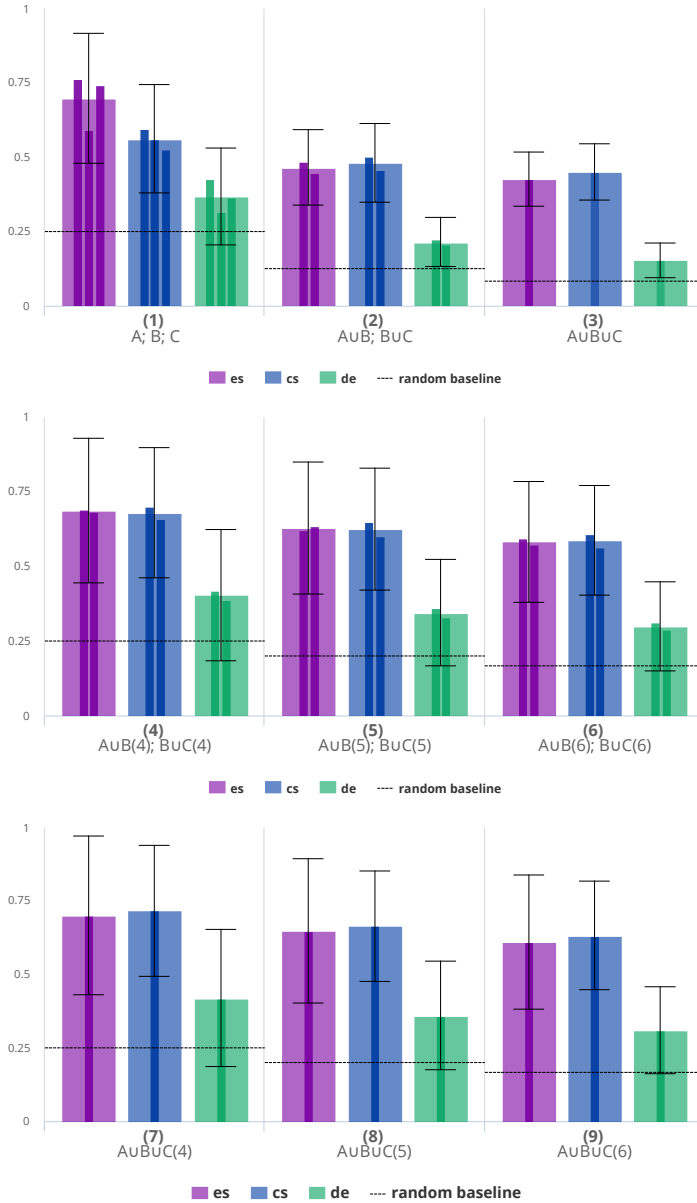 1
0.75
0.5
0.25
0
(1) (2) (3)
A; B; C A∪B; B∪C A∪B∪C
es cs de random baseline
1
0.75
0.5
0.25
0
(4) (5) (6)
A∪B(4); B∪C(4) A∪B(5); B∪C(5) A∪B(6); B∪C(6)
es cs de random baseline
1
0.75
0.5
0.25
0
(7) (8) (9)
A∪B∪C(4) A∪B∪C(5) A∪B∪C(6)
es cs de random baseline